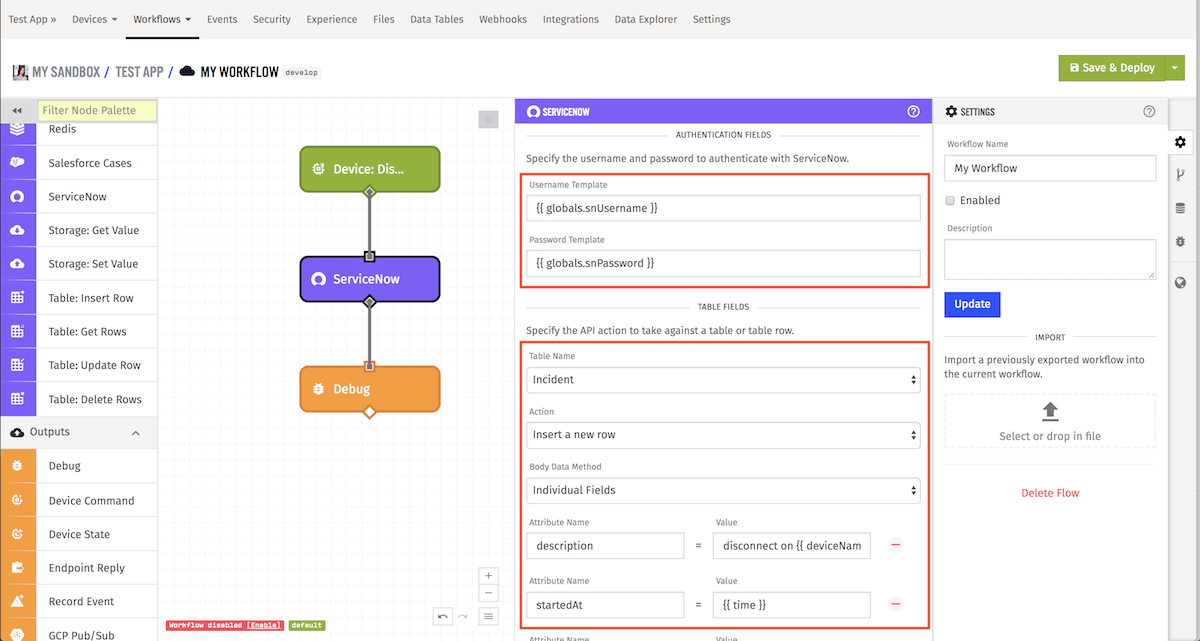 Test App »
Devices
Workflows
Events
Security
Experience
Files
Data Tables
Webhooks
Integrations
Data Explorer
Settings
MY SANDBOX / TEST APP / MY WORKFLOW develop
Save & Deploy
Filter Node Palette
Redis
Salesforce Cases
ServiceNow
Storage: Get Value
Storage: Set Value
Table: Insert Row
Table: Get Rows
Table: Update Row
Table: Delete Rows
Outputs
Debug
Device Command
Device State
Endpoint Reply
Record Event
GCP Pub/Sub
Device: Dis...
ServiceNow
Debug
Workflow disabled [Enable]
default
SERVICENOW
AUTHENTICATION FIELDS
Specify the username and password to authenticate with ServiceNow.
Username Template
{{ globals.snUsername }}
Password Template
{{ globals.snPassword }}
TABLE FIELDS
Specify the API action to take against a table or table row.
Table Name
Incident
Action
Insert a new row
Body Data Method
Individual Fields
Attribute Name
Value
description = disconnect on {{ deviceNam
Attribute Name
Value
startedAt = {{ time }}
Attribute Name
Value
SETTINGS
Workflow Name
My Workflow
Enabled
Description
Update
IMPORT
Import a previously exported workflow into
the current workflow.
Select or drop in file
Delete Flow